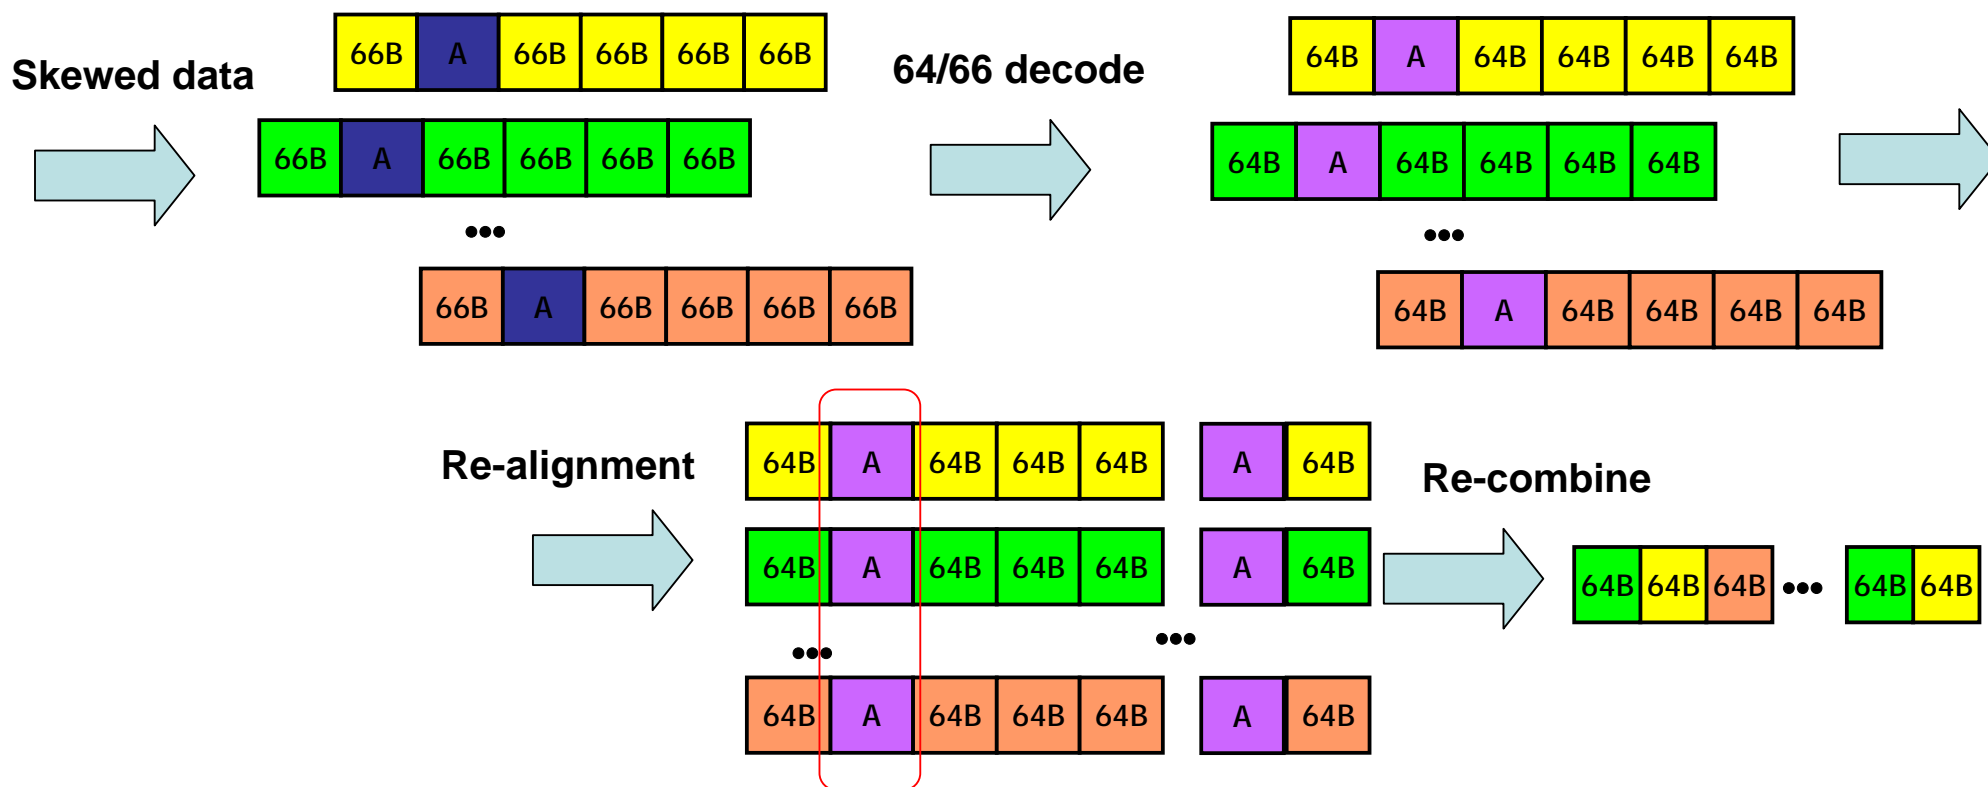 Skewed data
66B A 66B 66B 66B 66B
66B A 66B 66B 66B 66B
•••
66B A 66B 66B 66B 66B
64/66 decode
64B A 64B 64B 64B 64B
64B A 64B 64B 64B 64B
•••
64B A 64B 64B 64B 64B
Re-alignment
64B A 64B 64B 64B A 64B
64B A 64B 64B 64B A 64B
••• •••
64B A 64B 64B 64B A 64B
Re-combine
64B 64B 64B ••• 64B 64B